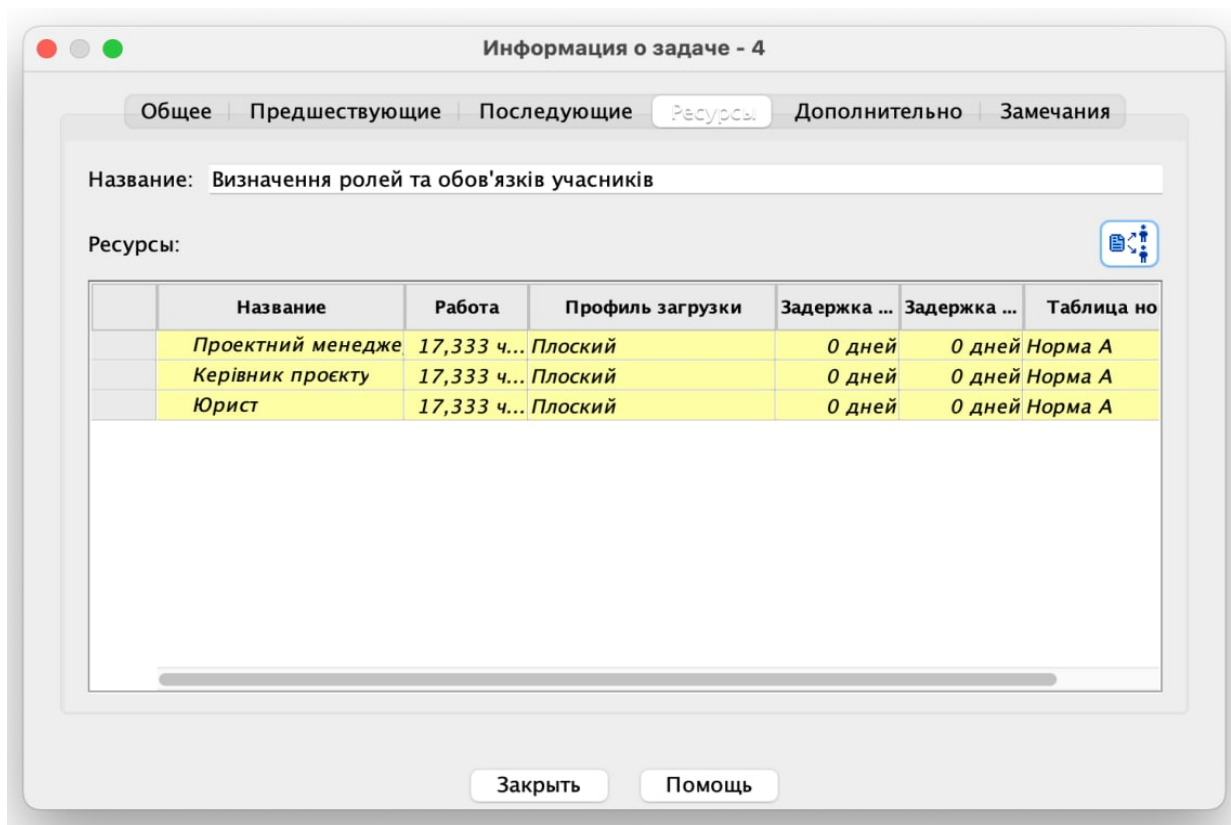 Информация о задаче - 4
Общее Предшествующие Последующие Ресурсы Дополнительно Замечания
Название: Визначення ролей та обов'язків учасників
Ресурсы:
Название Работа Профиль загрузки Задержка ... Задержка ... Таблица но
Проектний менедже 17,333 ч... Плоский 0 дней 0 дней Норма A
Керівник проєкту 17,333 ч... Плоский 0 дней 0 дней Норма A
Юрист 17,333 ч... Плоский 0 дней 0 дней Норма A
Закрыть Помощь